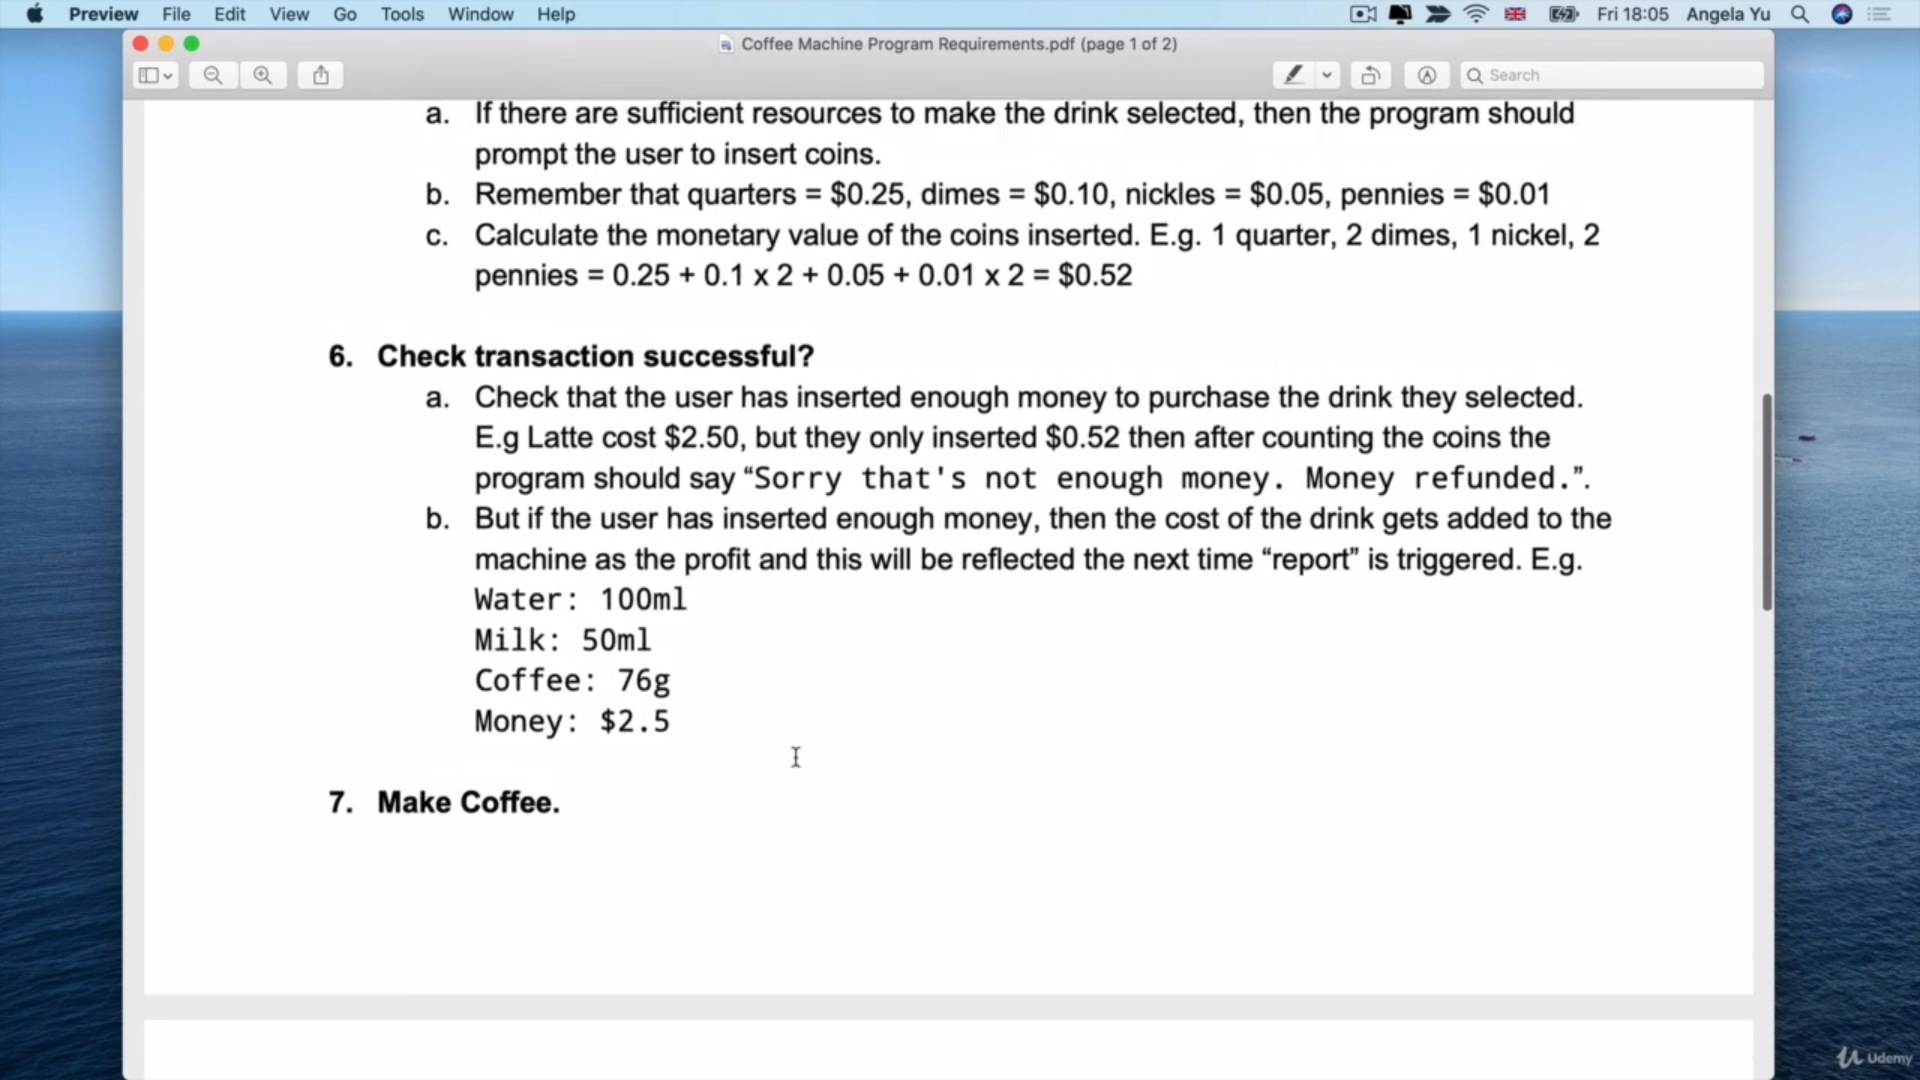 Preview File Edit View Go Tools Window Help Fri 18:05 Angela Yu
Coffee Machine Program Requirements.pdf (page 1 of 2)
Search
a. If there are sufficient resources to make the drink selected, then the program should
prompt the user to insert coins.
b. Remember that quarters = $0.25, dimes = $0.10, nickles = $0.05, pennies = $0.01
c. Calculate the monetary value of the coins inserted. E.g. 1 quarter, 2 dimes, 1 nickel, 2
pennies = 0.25 + 0.1 x 2 + 0.05 + 0.01 x 2 = $0.52
6. Check transaction successful?
a. Check that the user has inserted enough money to purchase the drink they selected.
E.g Latte cost $2.50, but they only inserted $0.52 then after counting the coins the
program should say “Sorry that's not enough money. Money refunded.”.
b. But if the user has inserted enough money, then the cost of the drink gets added to the
machine as the profit and this will be reflected the next time “report” is triggered. E.g.
Water: 100ml
Milk: 50ml
Coffee: 76g
Money: $2.5
7. Make Coffee.
Udemy